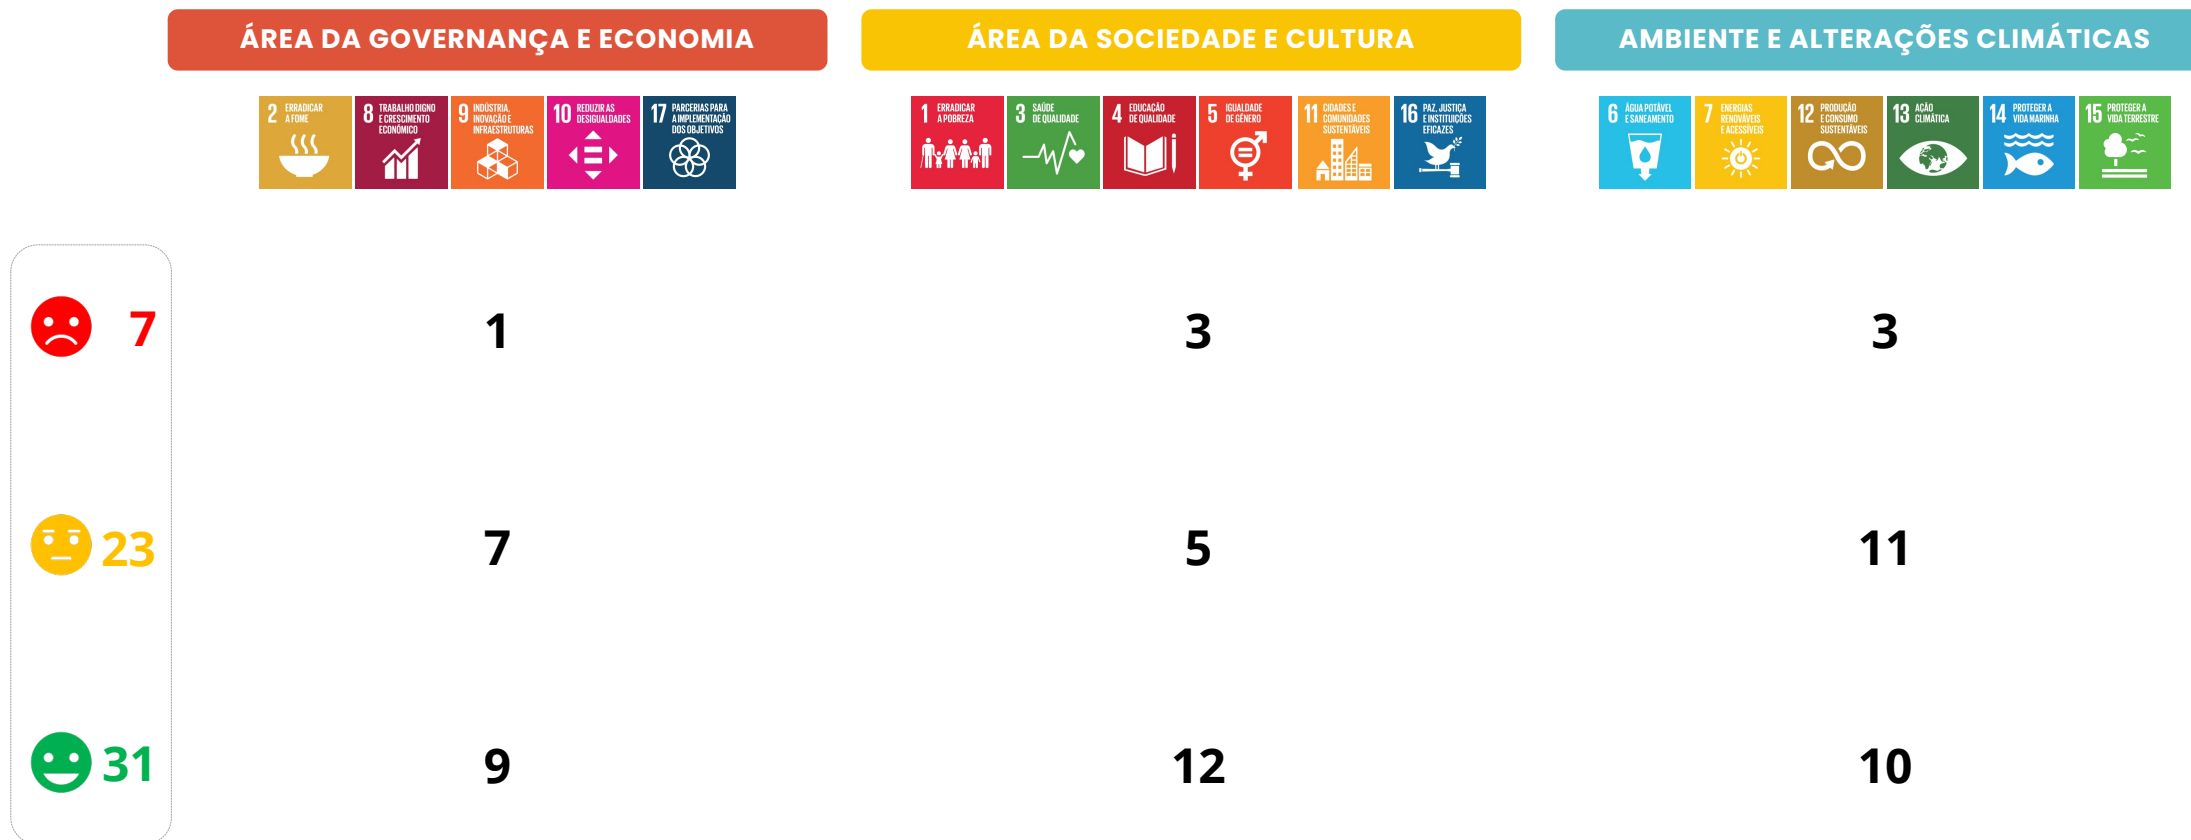 ÁREA DA GOVERNANÇA E ECONOMIA
ÁREA DA SOCIEDADE E CULTURA
AMBIENTE E ALTERAÇÕES CLIMÁTICAS
2 ERRADICAR
A FOME
8 TRABALHO DIGNO
E CRESCIMENTO
ECONÓMICO
9 INDÚSTRIA,
INOVAÇÃO E
INFRAESTRUTURAS
10 REDUZIR AS
DESIGUALDADES
17 PARCERIAS PARA
A IMPLEMENTAÇÃO
DOS OBJETIVOS
1 ERRADICAR
A POBREZA
3 SAÚDE
DE QUALIDADE
4 EDUCAÇÃO
DE QUALIDADE
5 IGUALDADE
DE GÉNERO
11 CIDADES E
COMUNIDADES
SUSTENTÁVEIS
16 PAZ, JUSTIÇA
E INSTITUIÇÕES
EFICAZES
6 ÁGUA POTÁVEL
E SANEAMENTO
7 ENERGIAS
RENOVÁVEIS
E ACESSÍVEIS
12 PRODUÇÃO
E CONSUMO
SUSTENTÁVEIS
13 AÇÃO
CLIMÁTICA
14 PROTEGER A
VIDA MARINHA
15 PROTEGER A
VIDA TERRESTRE
7 1 3 3
23 7 5 11
31 9 12 10